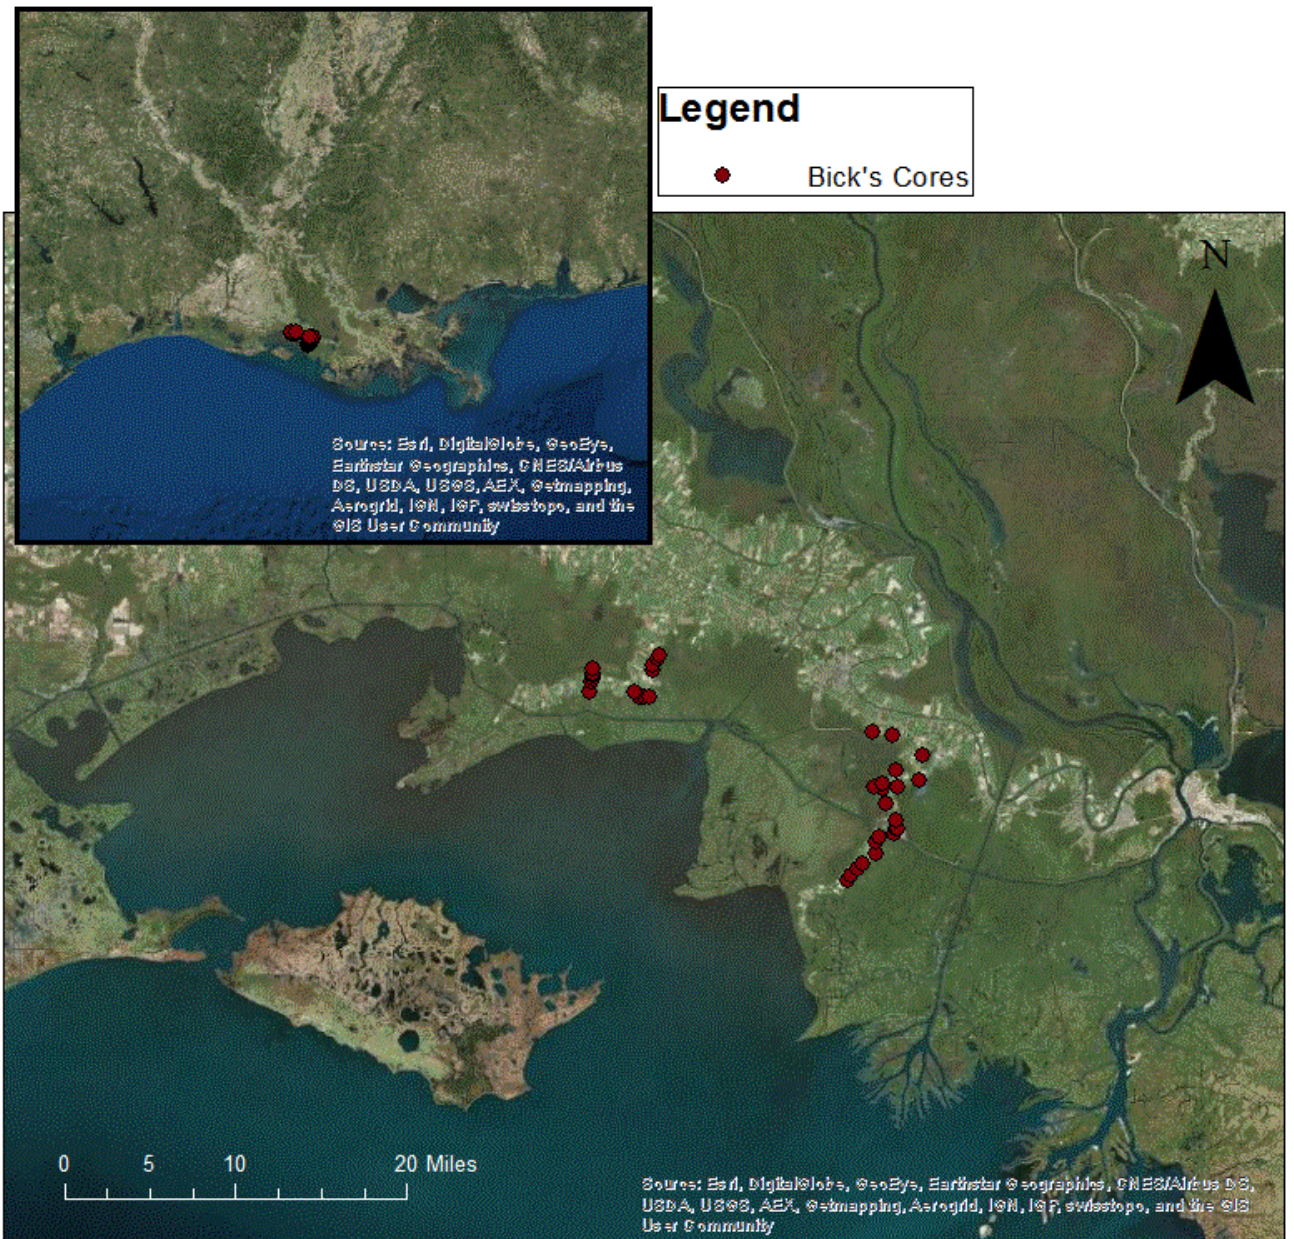 Legend
Bick's Cores
N
Source: Esri, DigitalGlobe, GeoEye,
Earthstar Geographics, CNES/Airbus
DS, USDA, USGS, AEX, Getmapping,
Aerogrid, IGN, IGP, swisstopo, and the
GIS User Community
0 5 10 20 Miles
Source: Esri, DigitalGlobe, GeoEye, Earthstar Geographics, CNES/Airbus DS,
USDA, USGS, AEX, Getmapping, Aerogrid, IGN, IGP, swisstopo, and the GIS
User Community